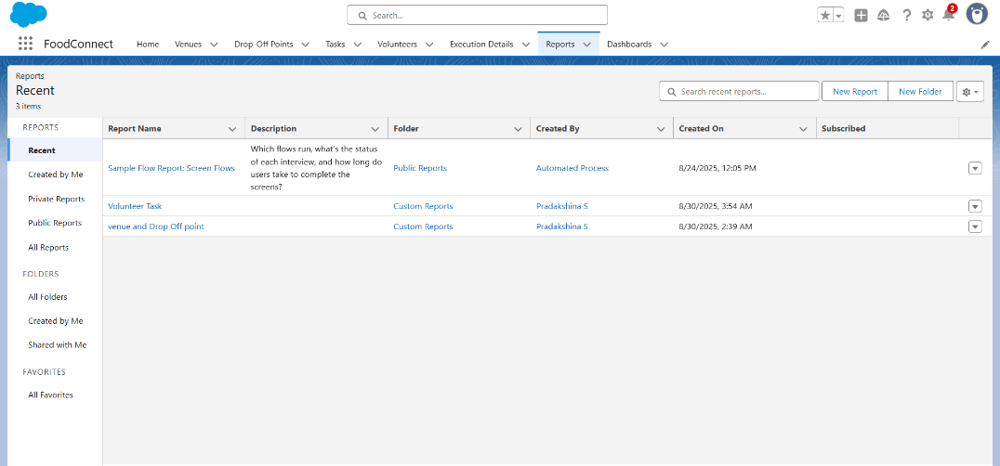 Search...
2
FoodConnect
Home
Venues
Drop-Off Points
Tasks
Volunteers
Execution Details
Reports
Dashboards
Reports
Recent
3 items
Search recent reports...
New Report
New Folder
REPORTS
Recent
Created by Me
Private Reports
Public Reports
All Reports
FOLDERS
All Folders
Created by Me
Shared with Me
FAVORITES
All Favorites
Report Name
Description
Folder
Created By
Created On
Subscribed
Sample Flow Report: Screen Flows
Which flows run, what's the status
of each interview, and how long do
users take to complete the
screens?
Public Reports
Automated Process
8/24/2025, 12:05 PM
Volunteer Task
Custom Reports
Pradakshina S
8/30/2025, 3:54 AM
venue and Drop Off point
Custom Reports
Pradakshina S
8/30/2025, 2:39 AM